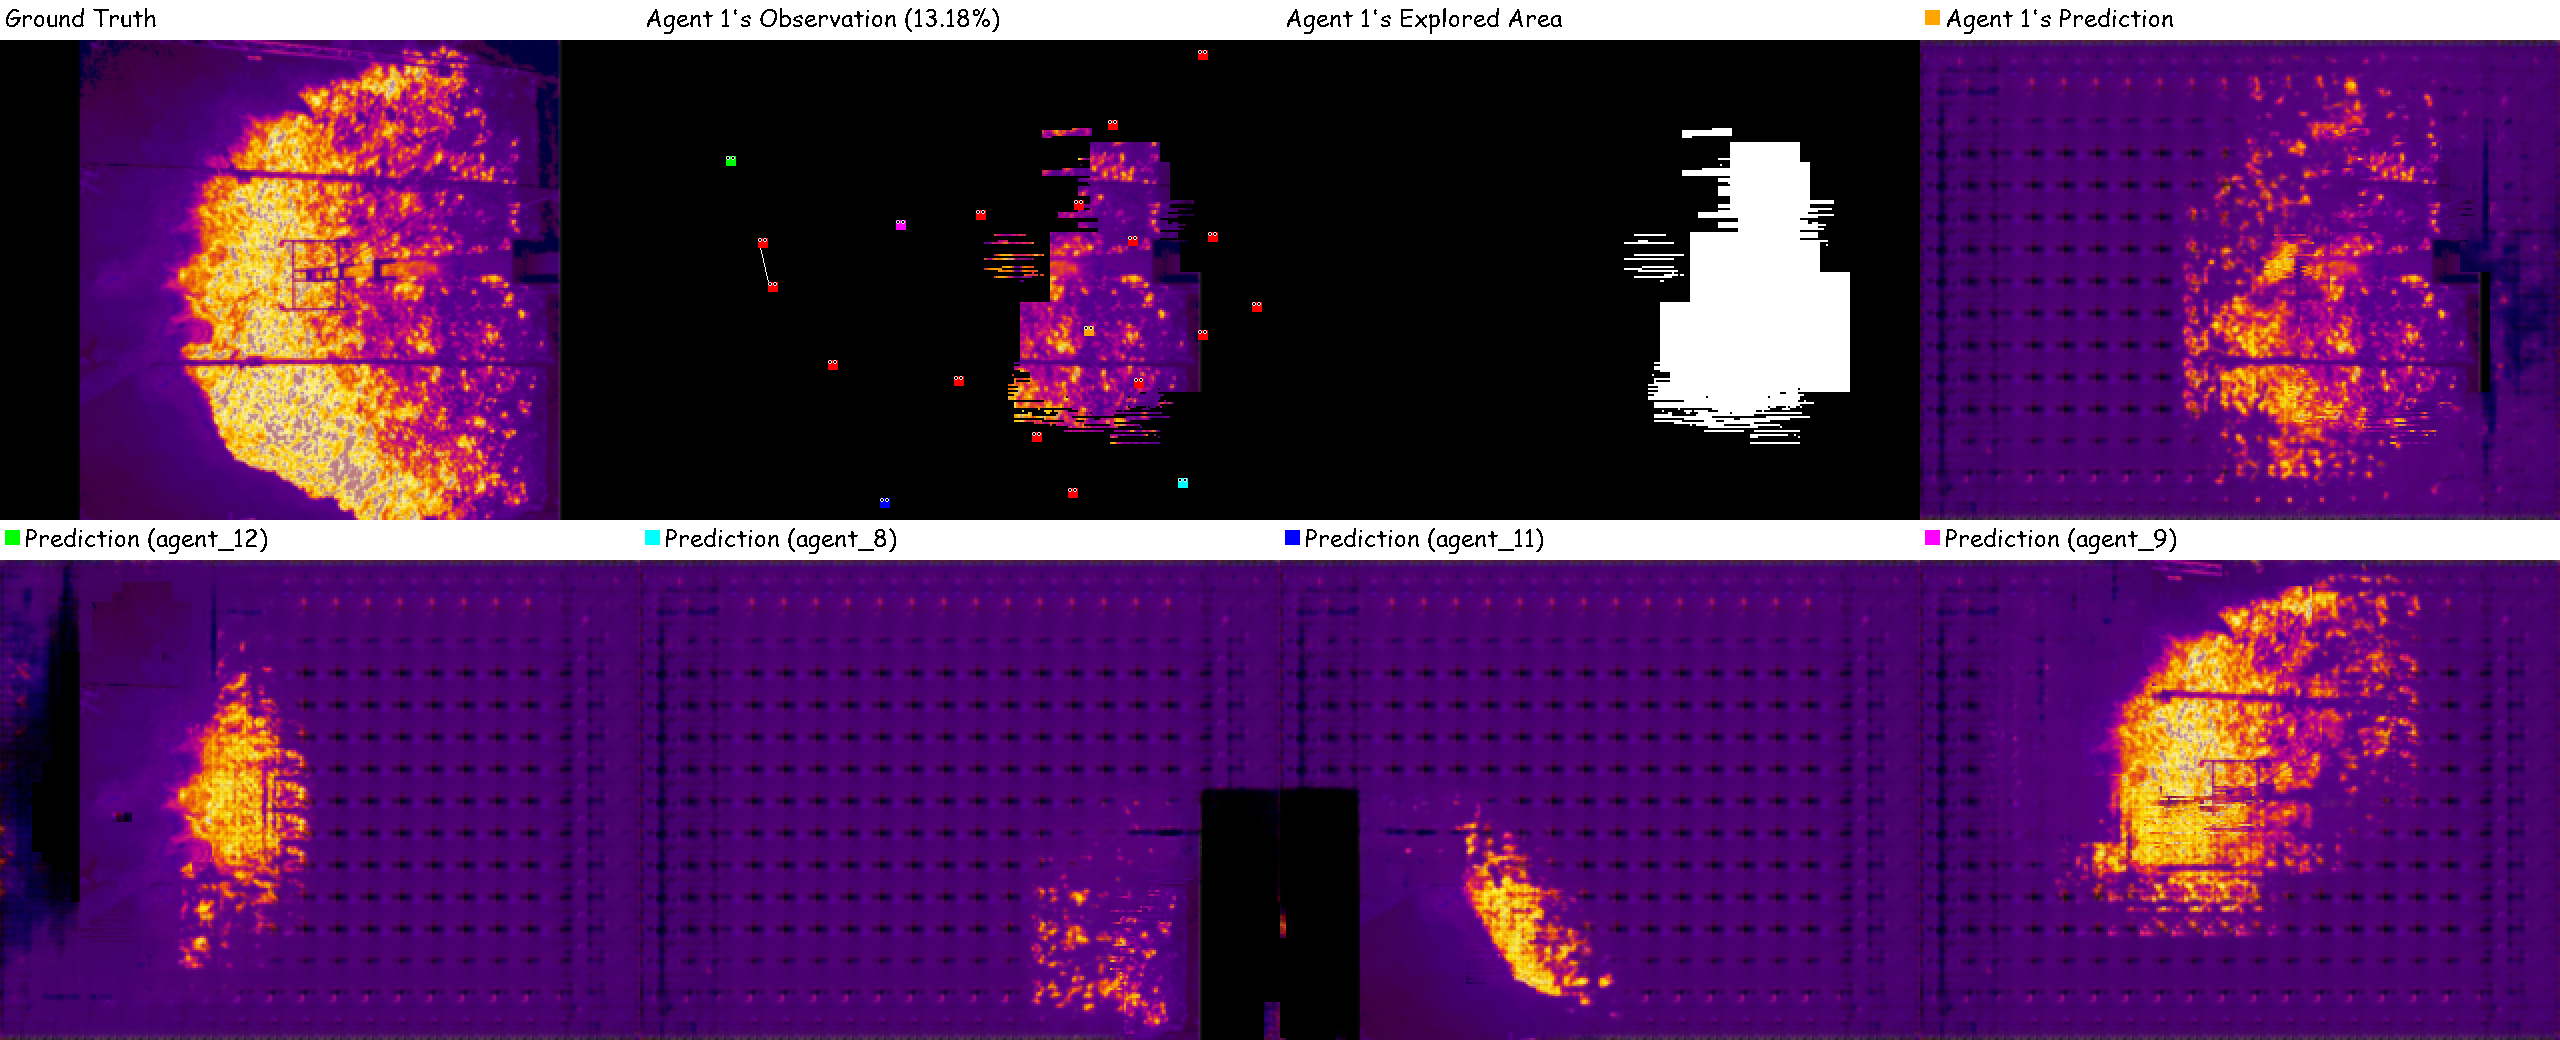 Ground Truth
Agent 1's Observation (13.18%)
Agent 1's Explored Area
Agent 1's Prediction
Prediction (agent_12)
Prediction (agent_8)
Prediction (agent_11)
Prediction (agent_9)